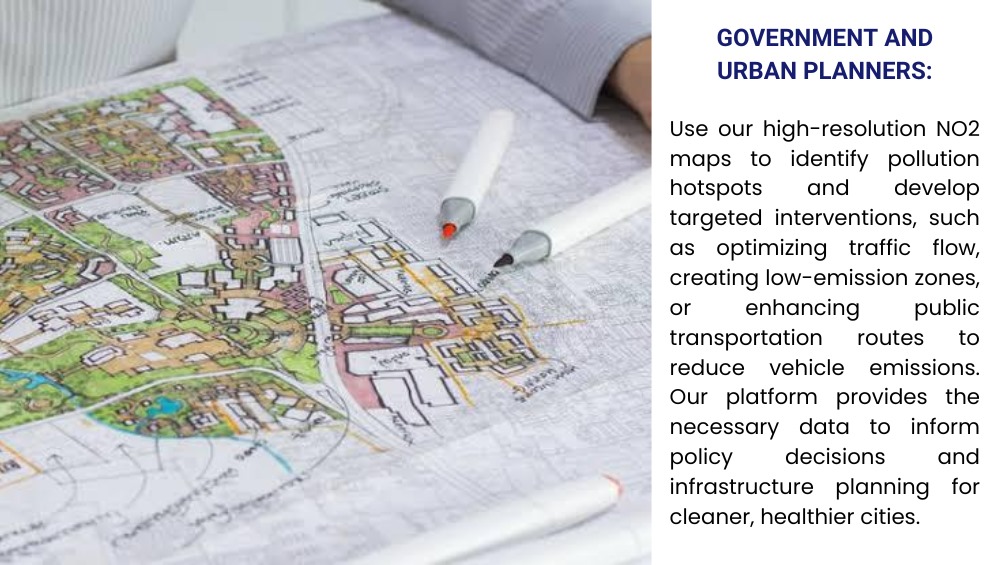 GOVERNMENT AND
URBAN PLANNERS:
Use our high-resolution NO2
maps to identify pollution
hotspots and develop
targeted interventions, such
as optimizing traffic flow,
creating low-emission zones,
or enhancing public
transportation routes to
reduce vehicle emissions.
Our platform provides the
necessary data to inform
policy decisions and
infrastructure planning for
cleaner, healthier cities.